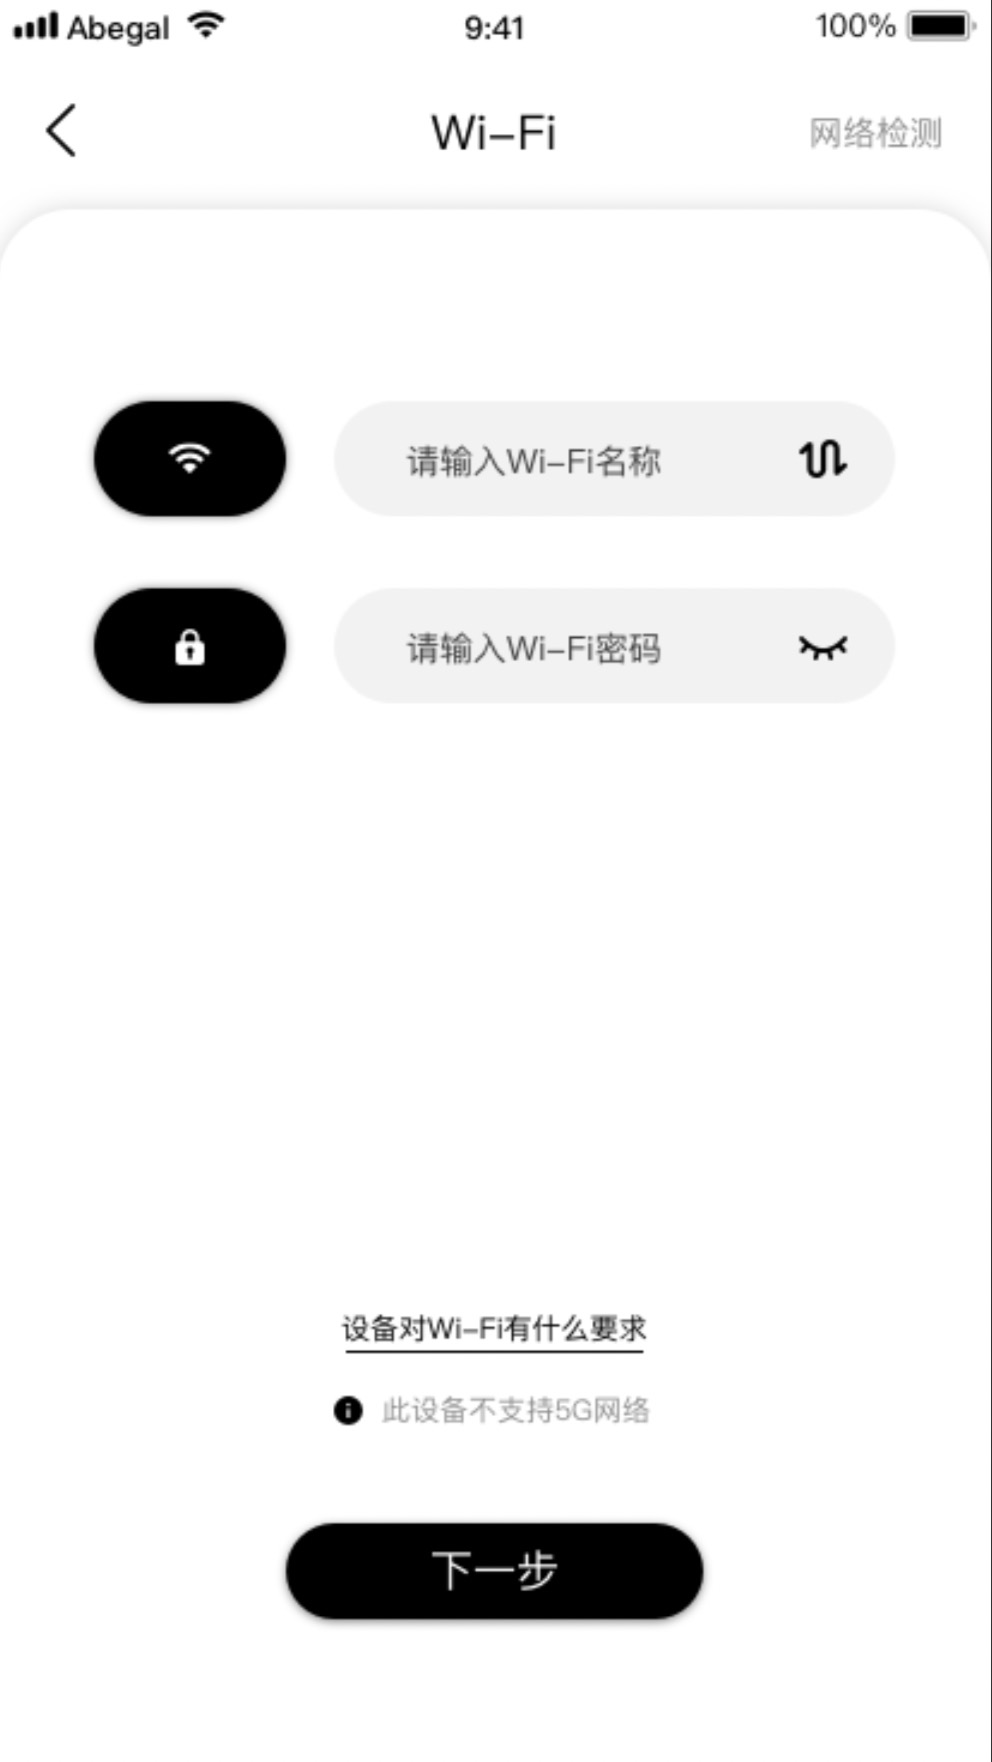 Abegal 9:41 100%
Wi-Fi 网络检测
请输入Wi-Fi名称
请输入Wi-Fi密码
设备对Wi-Fi有什么要求
此设备不支持5G网络
下一步